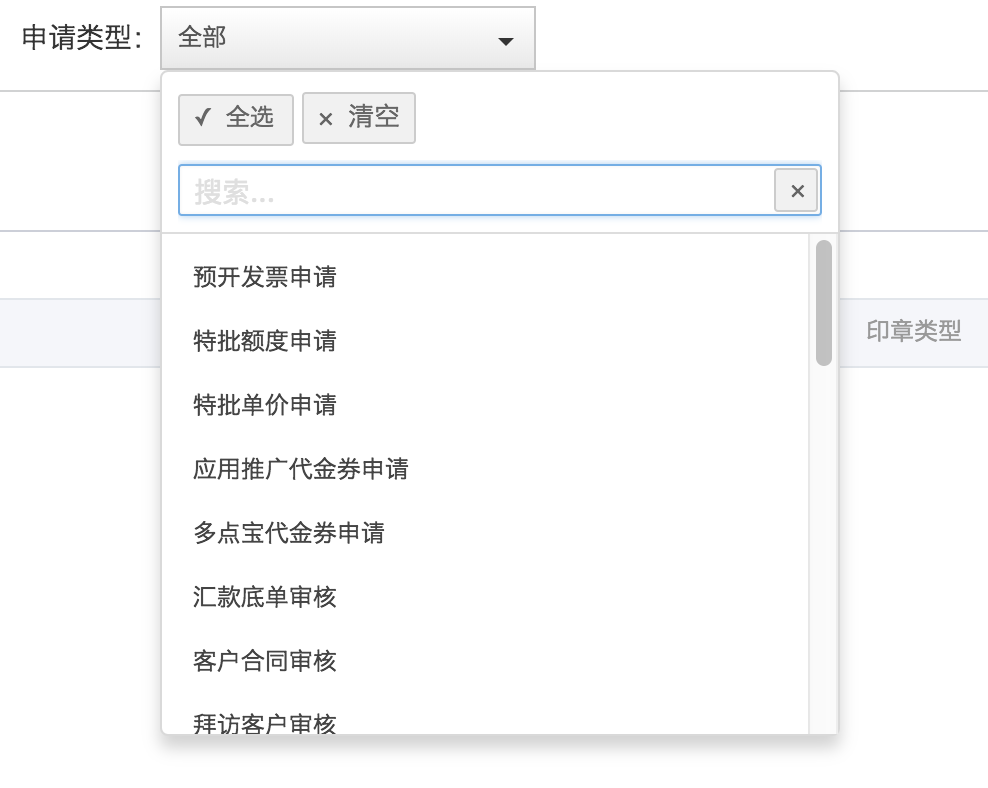 申请类型: 全部
✓ 全选 × 清空
搜索... ×
预开发票申请
印章类型
特批额度申请
特批单价申请
应用推广代金券申请
多点宝代金券申请
汇款底单审核
客户合同审核
拜访客户审核